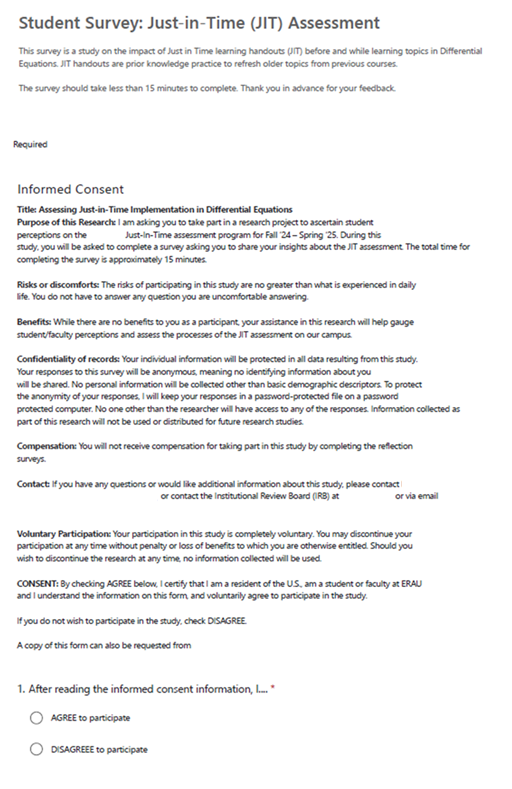 Student Survey: Just-in-Time (JIT) Assessment
This survey is a study on the impact of Just in Time learning handouts (JIT) before and while learning topics in Differential
Equations. JIT handouts are prior knowledge practice to refresh older topics from previous courses.
The survey should take less than 15 minutes to complete. Thank you in advance for your feedback.
Required
Informed Consent
Title: Assessing Just-in-Time Implementation in Differential Equations
Purpose of this Research: I am asking you to take part in a research project to ascertain student
perceptions on the Just-In-Time assessment program for Fall '24 – Spring '25. During this
study, you will be asked to complete a survey asking you to share your insights about the JIT assessment. The total time for
completing the survey is approximately 15 minutes.
Risks or discomforts: The risks of participating in this study are no greater than what is experienced in daily
life. You do not have to answer any question you are uncomfortable answering.
Benefits: While there are no benefits to you as a participant, your assistance in this research will help gauge
student/faculty perceptions and assess the processes of the JIT assessment on our campus.
Confidentiality of records: Your individual information will be protected in all data resulting from this study.
Your responses to this survey will be anonymous, meaning no identifying information about you
will be shared. No personal information will be collected other than basic demographic descriptors. To protect
the anonymity of your responses, I will keep your responses in a password-protected file on a password
protected computer. No one other than the researcher will have access to any of the responses. Information collected as
part of this research will not be used or distributed for future research studies.
Compensation: You will not receive compensation for taking part in this study by completing the reflection
surveys.
Contact: If you have any questions or would like additional information about this study, please contact
or contact the Institutional Review Board (IRB) at or via email
Voluntary Participation: Your participation in this study is completely voluntary. You may discontinue your
participation at any time without penalty or loss of benefits to which you are otherwise entitled. Should you
wish to discontinue the research at any time, no information collected will be used.
CONSENT: By checking AGREE below, I certify that I am a resident of the U.S., am a student or faculty at ERAU
and I understand the information on this form, and voluntarily agree to participate in the study.
If you do not wish to participate in the study, check DISAGREE.
A copy of this form can also be requested from
1. After reading the informed consent information, I.... *
AGREE to participate
DISAGREEE to participate